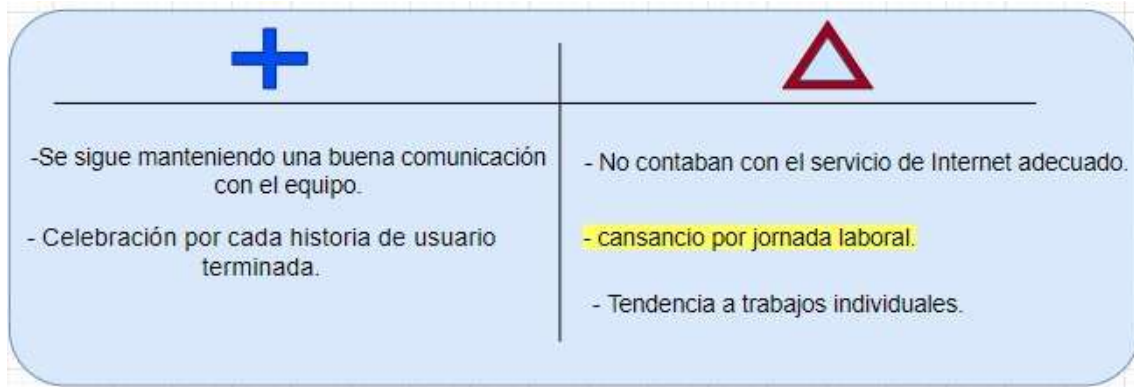 -Se sigue manteniendo una buena comunicación
con el equipo.
- Celebración por cada historia de usuario
terminada.
- No contaban con el servicio de Internet adecuado.
- cansancio por jornada laboral.
- Tendencia a trabajos individuales.